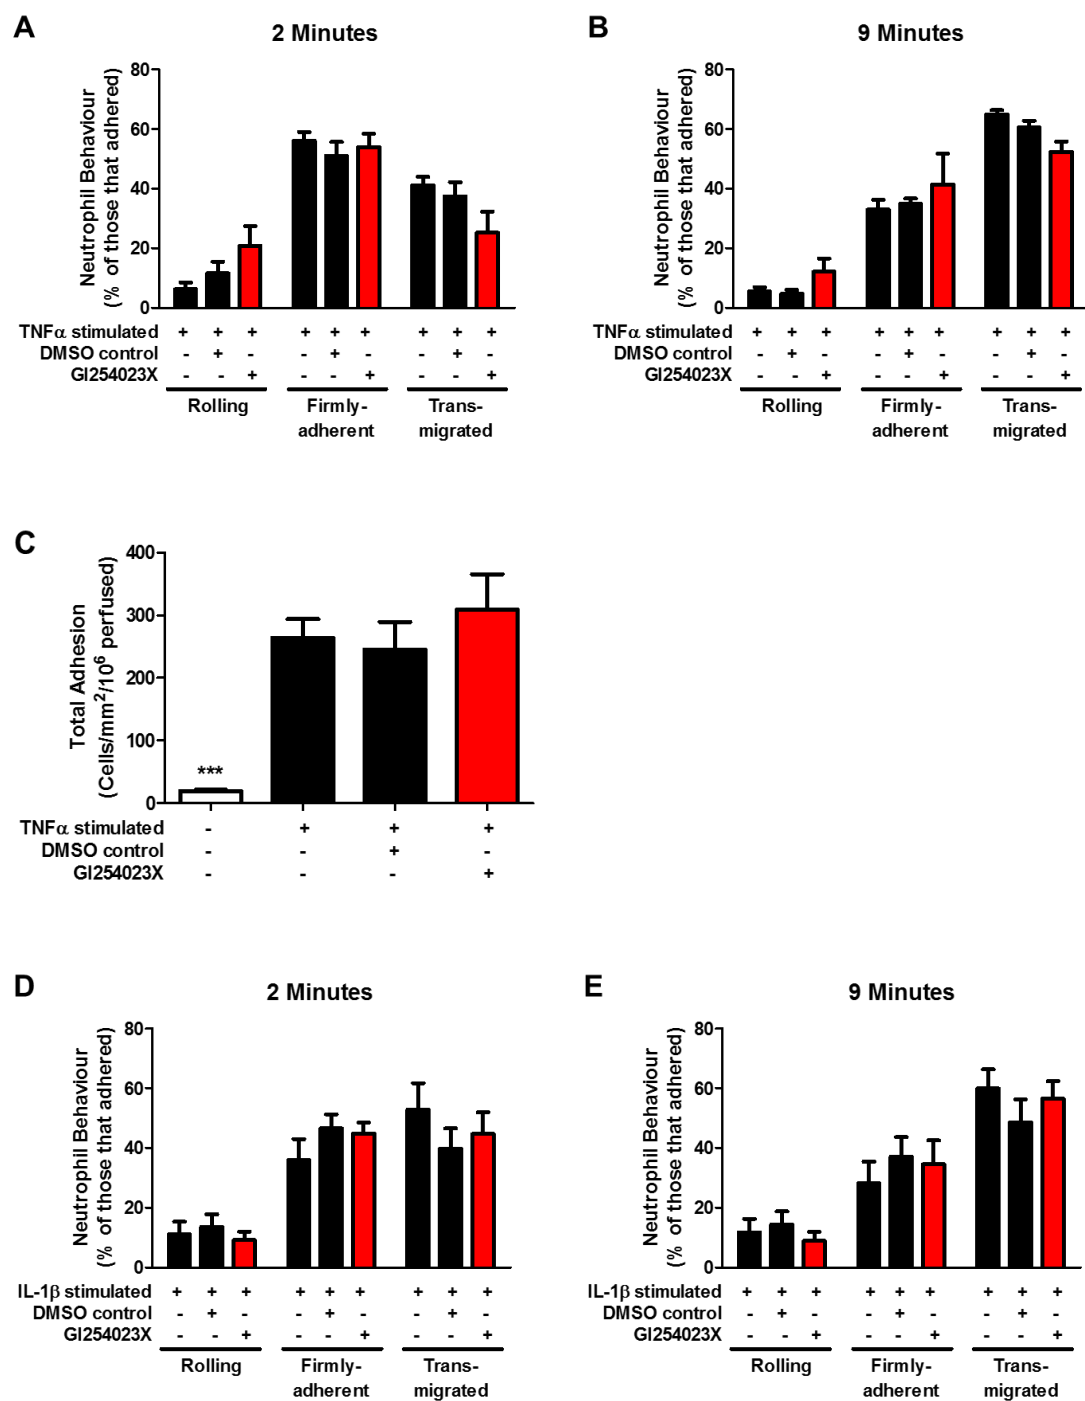 A
2 Minutes
Neutrophil Behaviour
(% of those that adhered)
80
60
40
20
0
TNFα stimulated + + + + + + + + +
DMSO control - + - - + - - + -
GI254023X - - + - - + - - +
Rolling
Firmly-
adherent
Trans-
migrated
B
9 Minutes
Neutrophil Behaviour
(% of those that adhered)
80
60
40
20
0
TNFα stimulated + + + + + + + + +
DMSO control - + - - + - - + -
GI254023X - - + - - + - - +
Rolling
Firmly-
adherent
Trans-
migrated
C
Total Adhesion
(Cells/mm²/10⁶ perfused)
400
300
200
100
0
***
TNFα stimulated - + + +
DMSO control - - + -
GI254023X - - - +
D
2 Minutes
Neutrophil Behaviour
(% of those that adhered)
80
60
40
20
0
IL-1β stimulated + + + + + + + + +
DMSO control - + - - + - - + -
GI254023X - - + - - + - - +
Rolling
Firmly-
adherent
Trans-
migrated
E
9 Minutes
Neutrophil Behaviour
(% of those that adhered)
80
60
40
20
0
IL-1β stimulated + + + + + + + + +
DMSO control - + - - + - - + -
GI254023X - - + - - + - - +
Rolling
Firmly-
adherent
Trans-
migrated